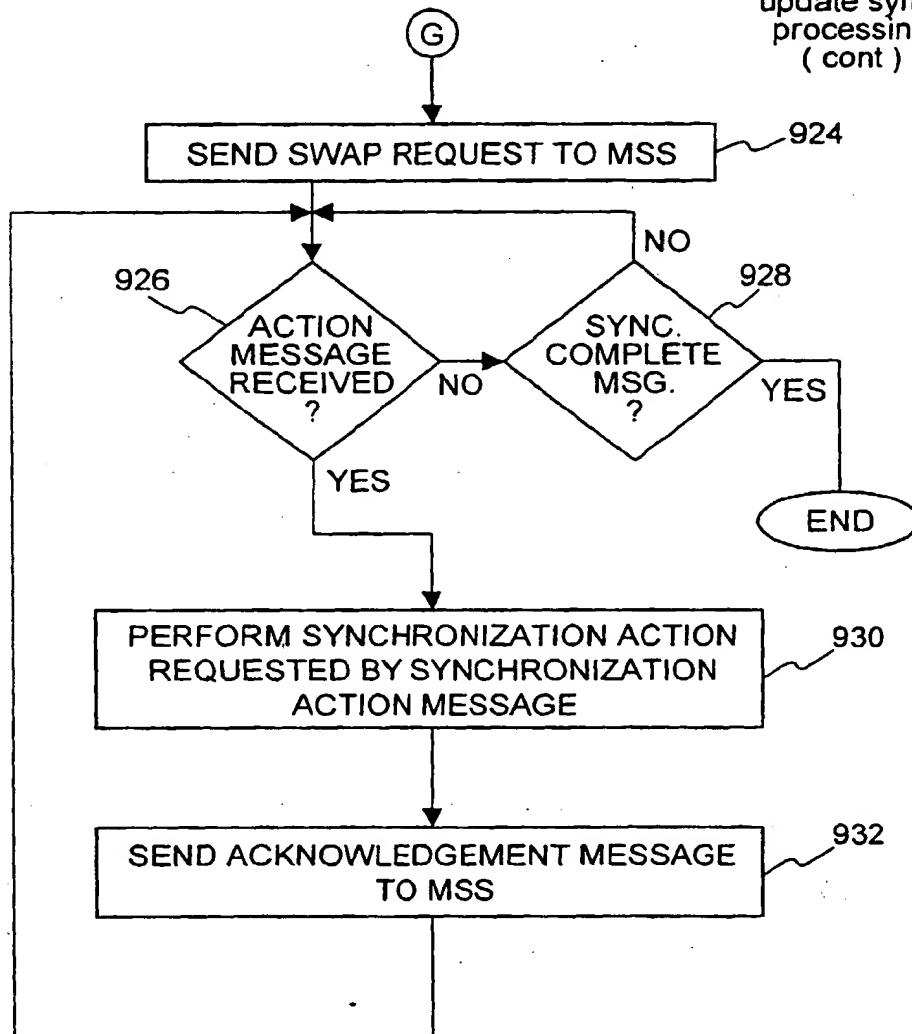 update syn
processin
( cont )
G
SEND SWAP REQUEST TO MSS
924
NO
926
928
ACTION
MESSAGE
RECEIVED
?
NO
SYNC.
COMPLETE
MSG.
?
YES
YES
END
PERFORM SYNCHRONIZATION ACTION
REQUESTED BY SYNCHRONIZATION
ACTION MESSAGE
930
SEND ACKNOWLEDGEMENT MESSAGE
TO MSS
932